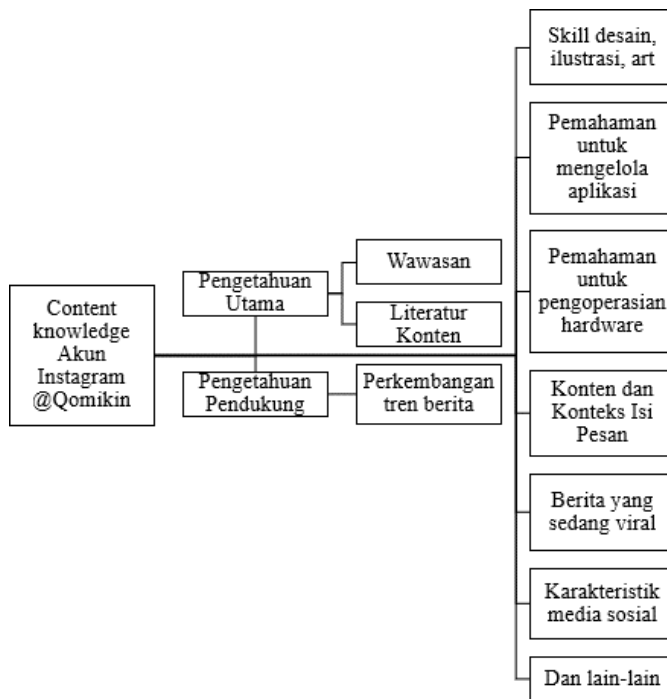 Content
knowledge
Akun
Instagram
@Qomikin
Pengetahuan
Utama
Wawasan
Literatur
Konten
Pengetahuan
Pendukung
Perkembangan
tren berita
Skill desain,
ilustrasi, art
Pemahaman
untuk
mengelola
aplikasi
Pemahaman
untuk
pengoperasian
hardware
Konten dan
Konteks Isi
Pesan
Berita yang
sedang viral
Karakteristik
media sosial
Dan lain-lain